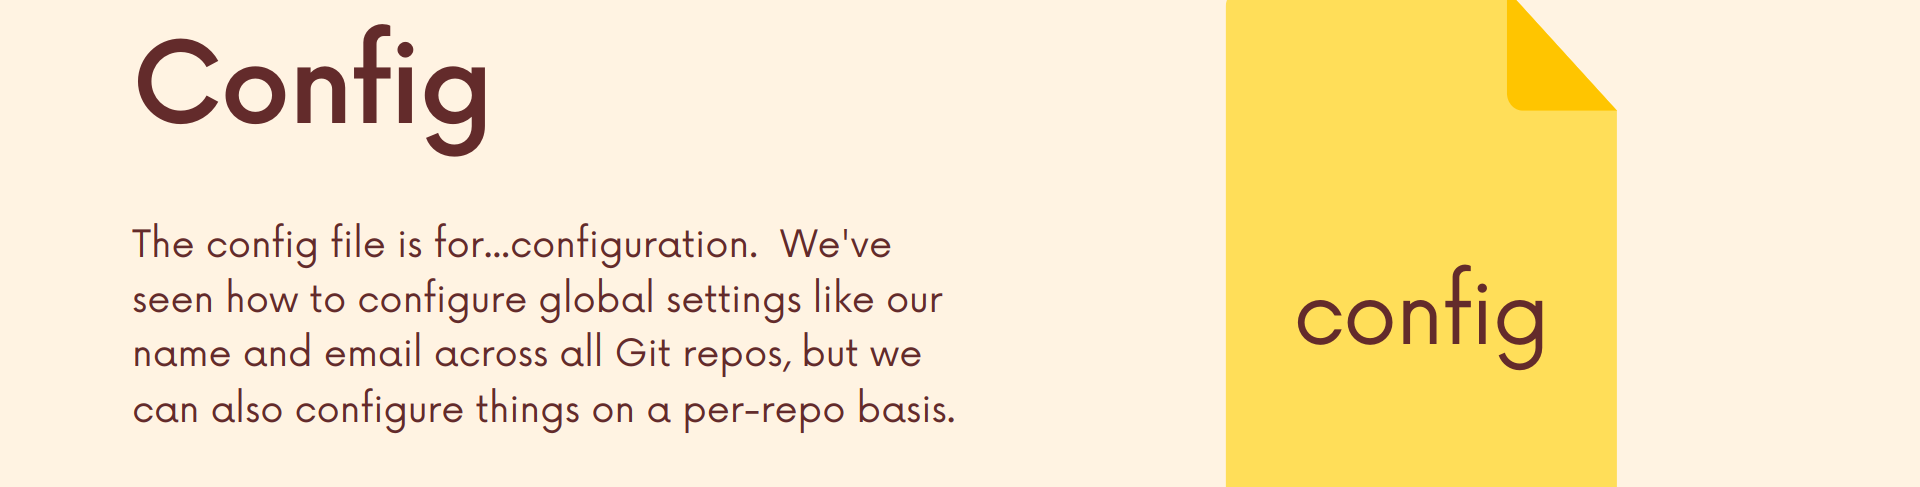 Config
The config file is for...configuration.  We've
seen how to configure global settings like our
name and email across all Git repos, but we
can also configure things on a per-repo basis.
config